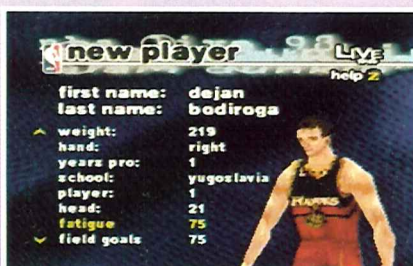 new player LIVE
help z
first name: dejan
last name: bodiroga
weight: 219
hand: right
years pro: 1
school: yugoslavia
player: 1
head: 21
fatigue 75
field goals 75
HAWKS